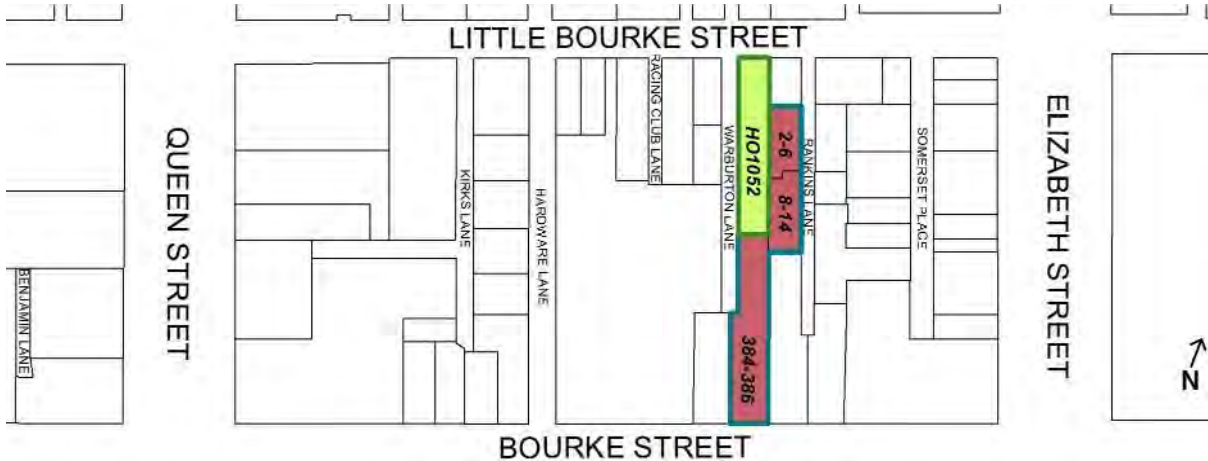 LITTLE BOURKE STREET
QUEEN STREET
BENJAMIN LANE
KIRKS LANE
HARDWARE LANE
RACING CLUB LANE
WARBURTON LANE
HO1052
2-6
8-14
384-386
RANKINS LANE
SOMERSET PLACE
ELIZABETH STREET
N
BOURKE STREET